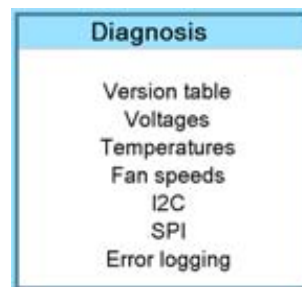 Diagnosis
Version table
Voltages
Temperatures
Fan speeds
I2C
SPI
Error logging